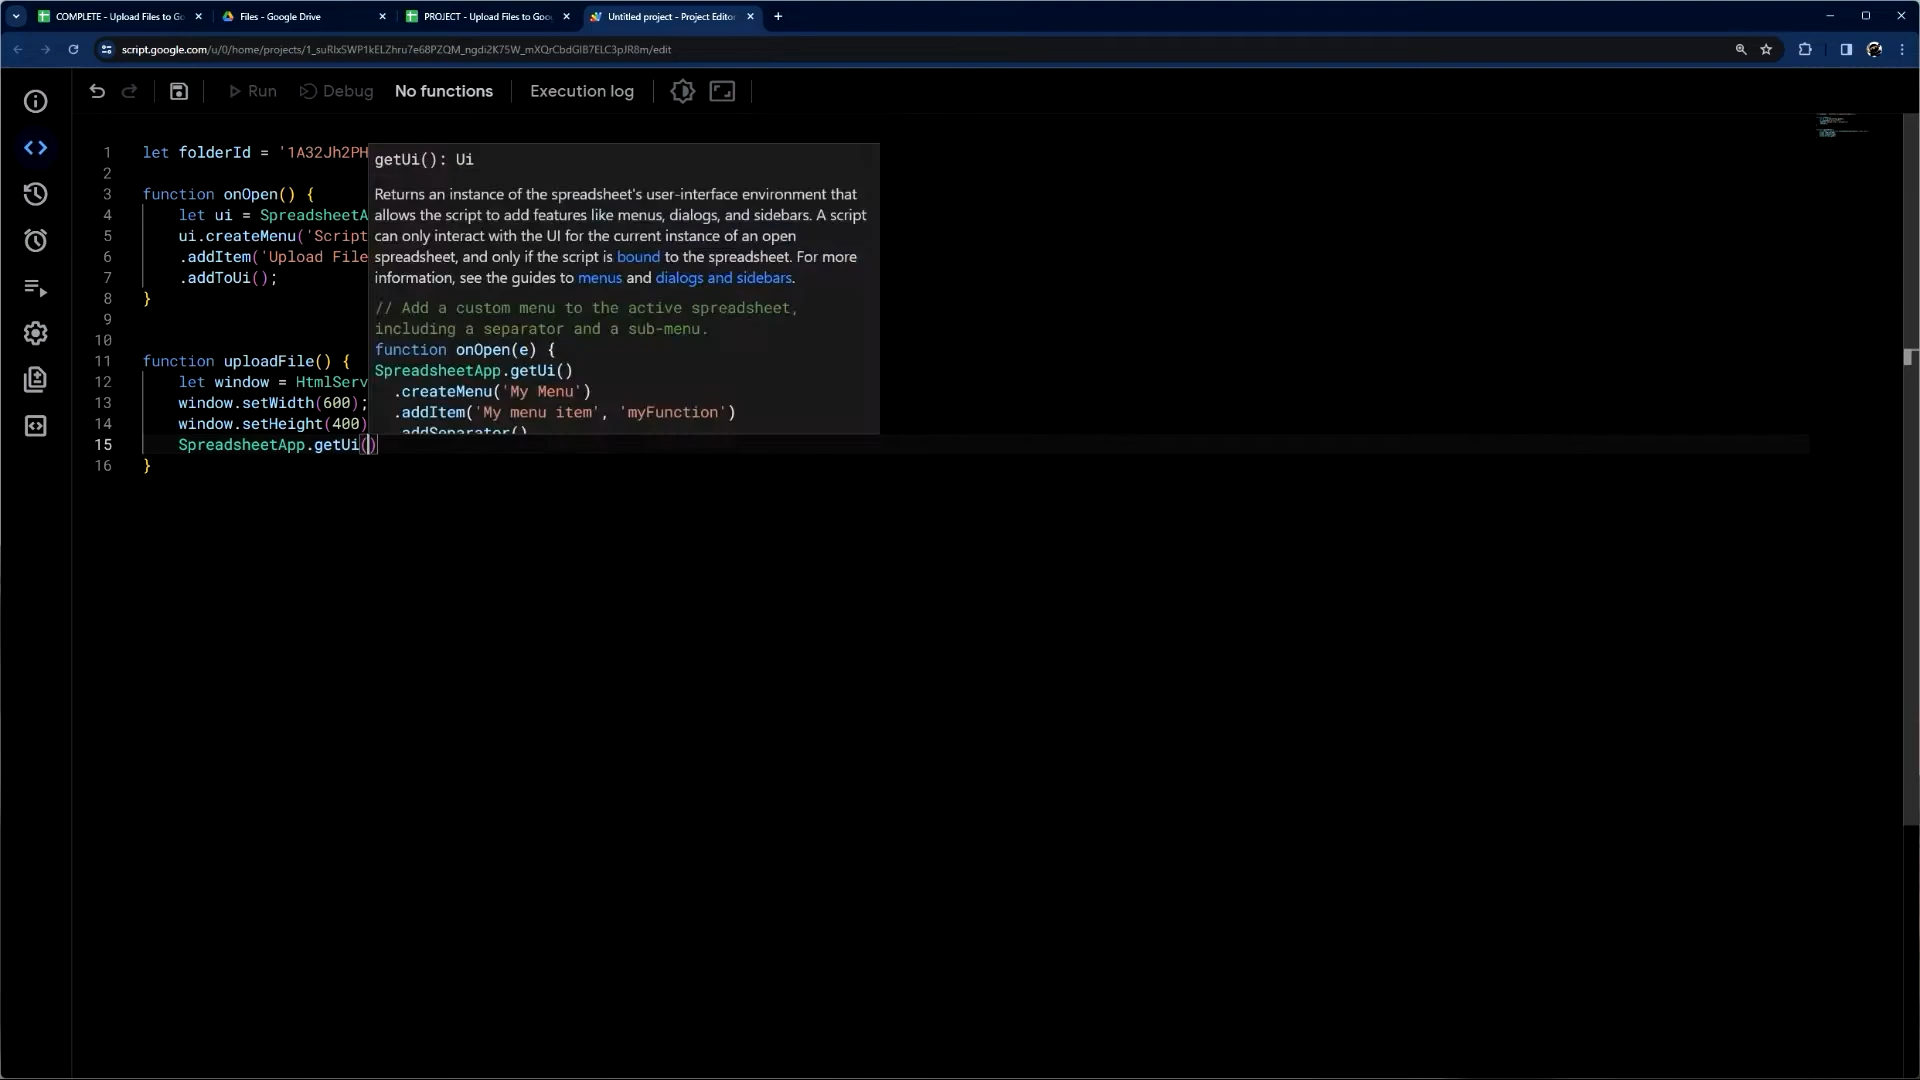 COMPLETE - Upload Files to Go
Files - Google Drive
PROJECT - Upload Files to Goo
Untitled project - Project Editor
script.google.com/u/0/home/projects/1_suRlxSWP1kELZhru7e68PZQM_ngdi2K75W_mXQrCbdGlB7ELC3pJR8m/edit
Run
Debug
No functions
Execution log
1 let folderId = '1A32Jh2PH
2
3 function onOpen() {
4 let ui = SpreadsheetA
5 ui.createMenu('Script
6 .addItem('Upload File
7 .addToUi();
8 }
9
10
11 function uploadFile() {
12 let window = HtmlServ
13 window.setWidth(600);
14 window.setHeight(400)
15 SpreadsheetApp.getUi()
16 }
getUi(): Ui
Returns an instance of the spreadsheet's user-interface environment that
allows the script to add features like menus, dialogs, and sidebars. A script
can only interact with the UI for the current instance of an open
spreadsheet, and only if the script is bound to the spreadsheet. For more
information, see the guides to menus and dialogs and sidebars.
// Add a custom menu to the active spreadsheet,
including a separator and a sub-menu.
function onOpen(e) {
SpreadsheetApp.getUi()
.createMenu('My Menu')
.addItem('My menu item', 'myFunction')
.addSeparator()